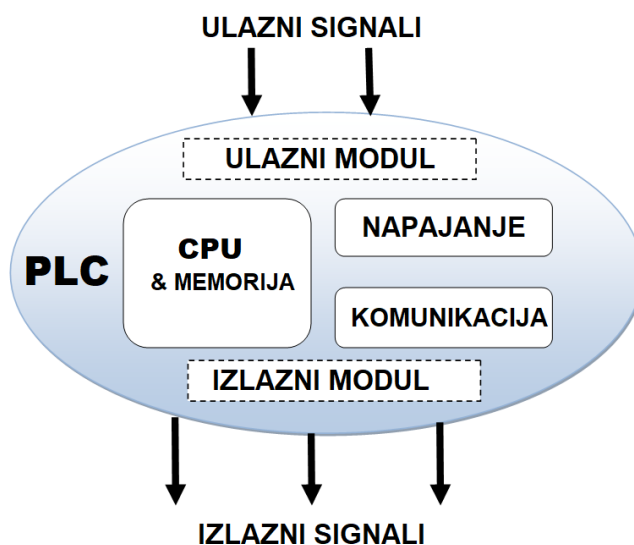 ULAZNI SIGNALI
ULAZNI MODUL
PLC
CPU
& MEMORIJA
NAPAJANJE
KOMUNIKACIJA
IZLAZNI MODUL
IZLAZNI SIGNALI